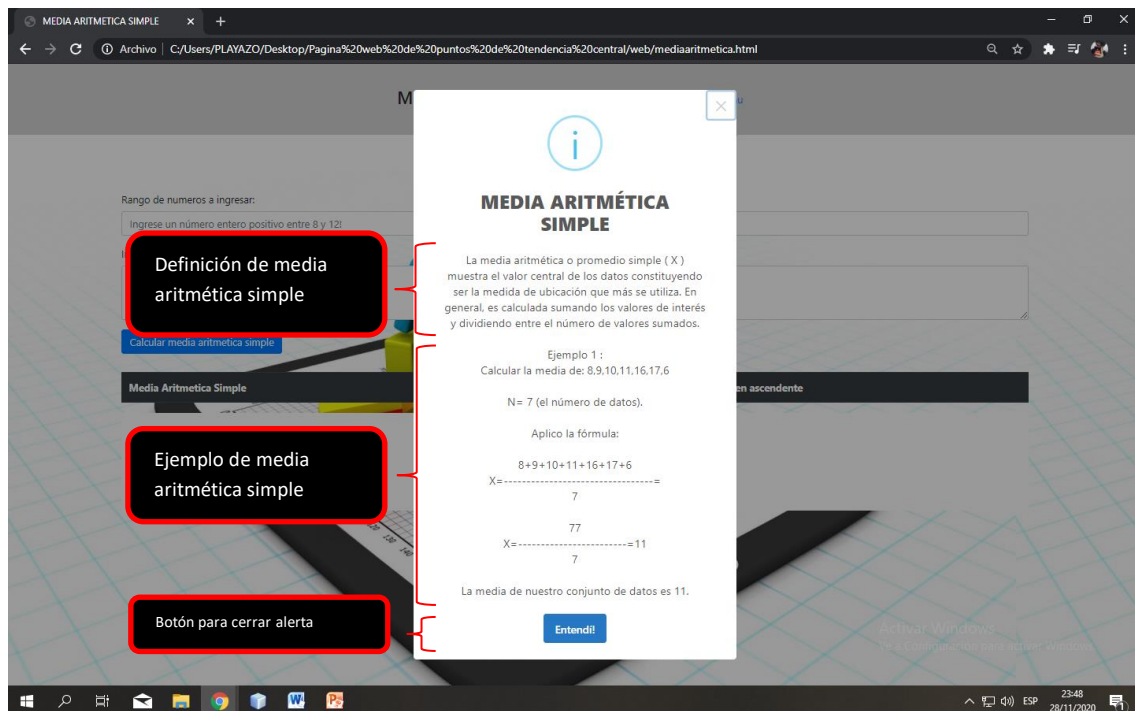 MEDIA ARITMETICA SIMPLE
Archivo | C:/Users/PLAYAZO/Desktop/Pagina%20web%20de%20puntos%20de%20tendencia%20central/web/mediaaritmetica.html
M
u
MEDIA ARITMÉTICA
SIMPLE
Rango de numeros a ingresar:
Ingrese un número entero positivo entre 8 y 12!
Definición de media
aritmética simple
La media aritmética o promedio simple ( X )
muestra el valor central de los datos constituyendo
ser la medida de ubicación que más se utiliza. En
general, es calculada sumando los valores de interés
y dividiendo entre el número de valores sumados.
Calcular media aritmetica simple
Media Aritmetica Simple
en ascendente
Ejemplo 1 :
Calcular la media de: 8,9,10,11,16,17,6
N= 7 (el número de datos).
Aplico la fórmula:
Ejemplo de media
aritmética simple
8+9+10+11+16+17+6
X=--------------------------------=
7
77
X=------------------------=11
7
La media de nuestro conjunto de datos es 11.
Botón para cerrar alerta
Entendí!
Activar Windows
ESP
23:48
28/11/2020